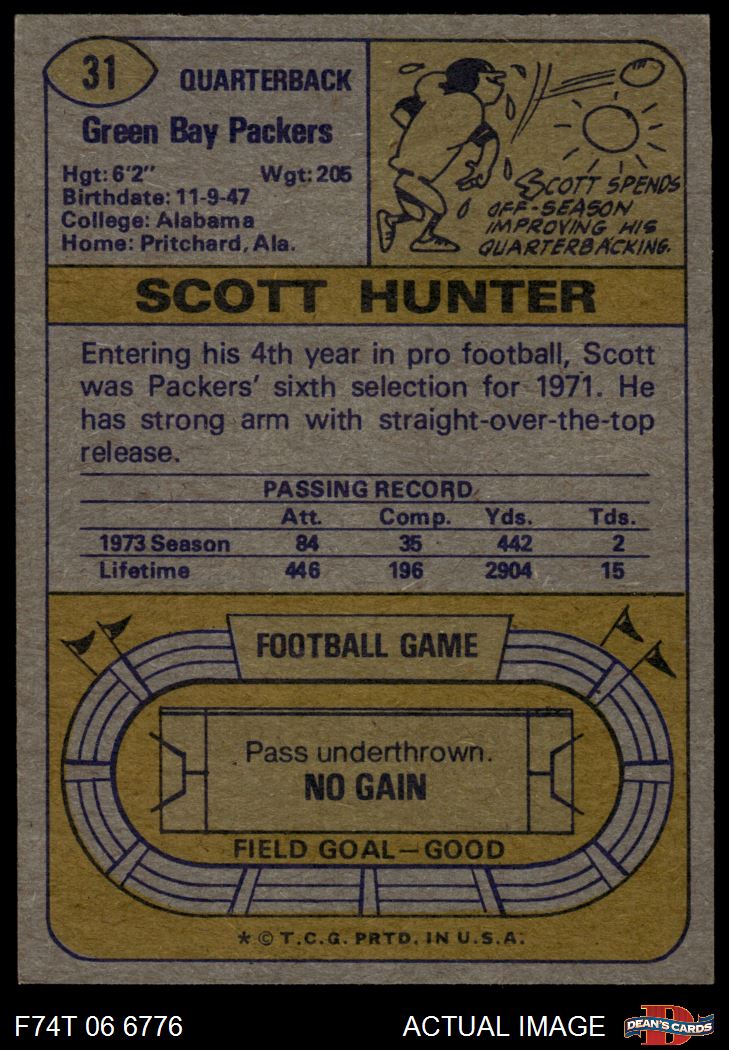 31
QUARTERBACK
Green Bay Packers
Hgt: 6'2" Wgt: 205
Birthdate: 11-9-47
College: Alabama
Home: Pritchard, Ala.
SCOTT SPENDS
OFF-SEASON
IMPROVING HIS
QUARTERBACKING.
SCOTT HUNTER
Entering his 4th year in pro football, Scott
was Packers' sixth selection for 1971. He
has strong arm with straight-over-the-top
release.
PASSING RECORD
Att. Comp. Yds. Tds.
1973 Season 84 35 442 2
Lifetime 446 196 2904 15
FOOTBALL GAME
Pass underthrown.
NO GAIN
FIELD GOAL—GOOD
* © T.C.G. PRTD. IN U.S.A.
F74T 06 6776 ACTUAL IMAGE
D
DEAN'S CARDS